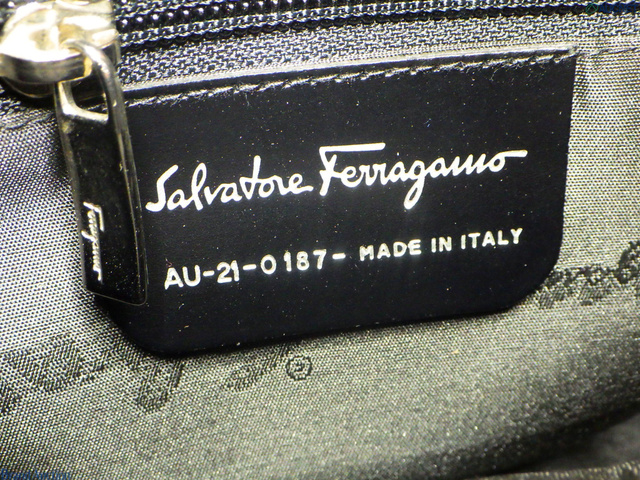 Salvatore Ferragamo
AU-21-0187- MADE IN ITALY
Ferragamo